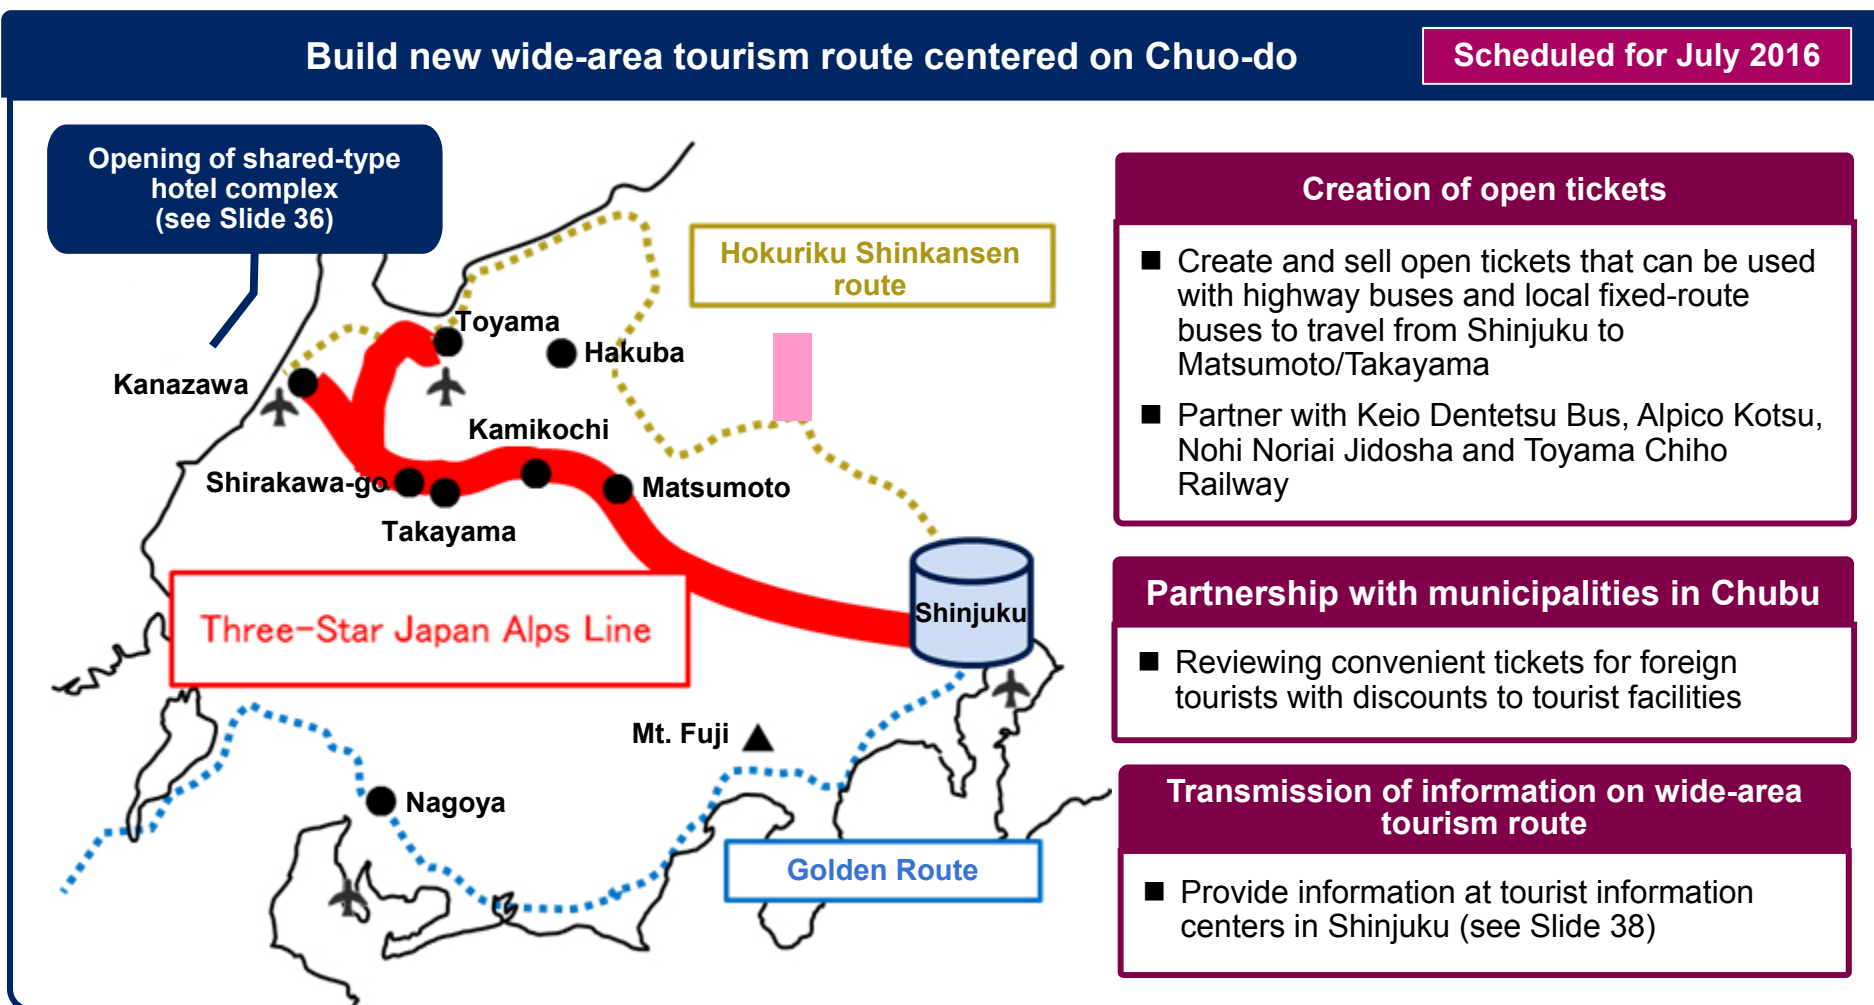 Build new wide-area tourism route centered on Chuo-do
Scheduled for July 2016
Opening of shared-type
hotel complex
(see Slide 36)
Hokuriku Shinkansen
route
Toyama
Hakuba
Kanazawa
Kamikochi
Shirakawa-go
Matsumoto
Takayama
Shinjuku
Three-Star Japan Alps Line
Mt. Fuji
Nagoya
Golden Route
Creation of open tickets
■ Create and sell open tickets that can be used
with highway buses and local fixed-route
buses to travel from Shinjuku to
Matsumoto/Takayama
■ Partner with Keio Dentetsu Bus, Alpico Kotsu,
Nohi Noriai Jidosha and Toyama Chiho
Railway
Partnership with municipalities in Chubu
■ Reviewing convenient tickets for foreign
tourists with discounts to tourist facilities
Transmission of information on wide-area
tourism route
■ Provide information at tourist information
centers in Shinjuku (see Slide 38)